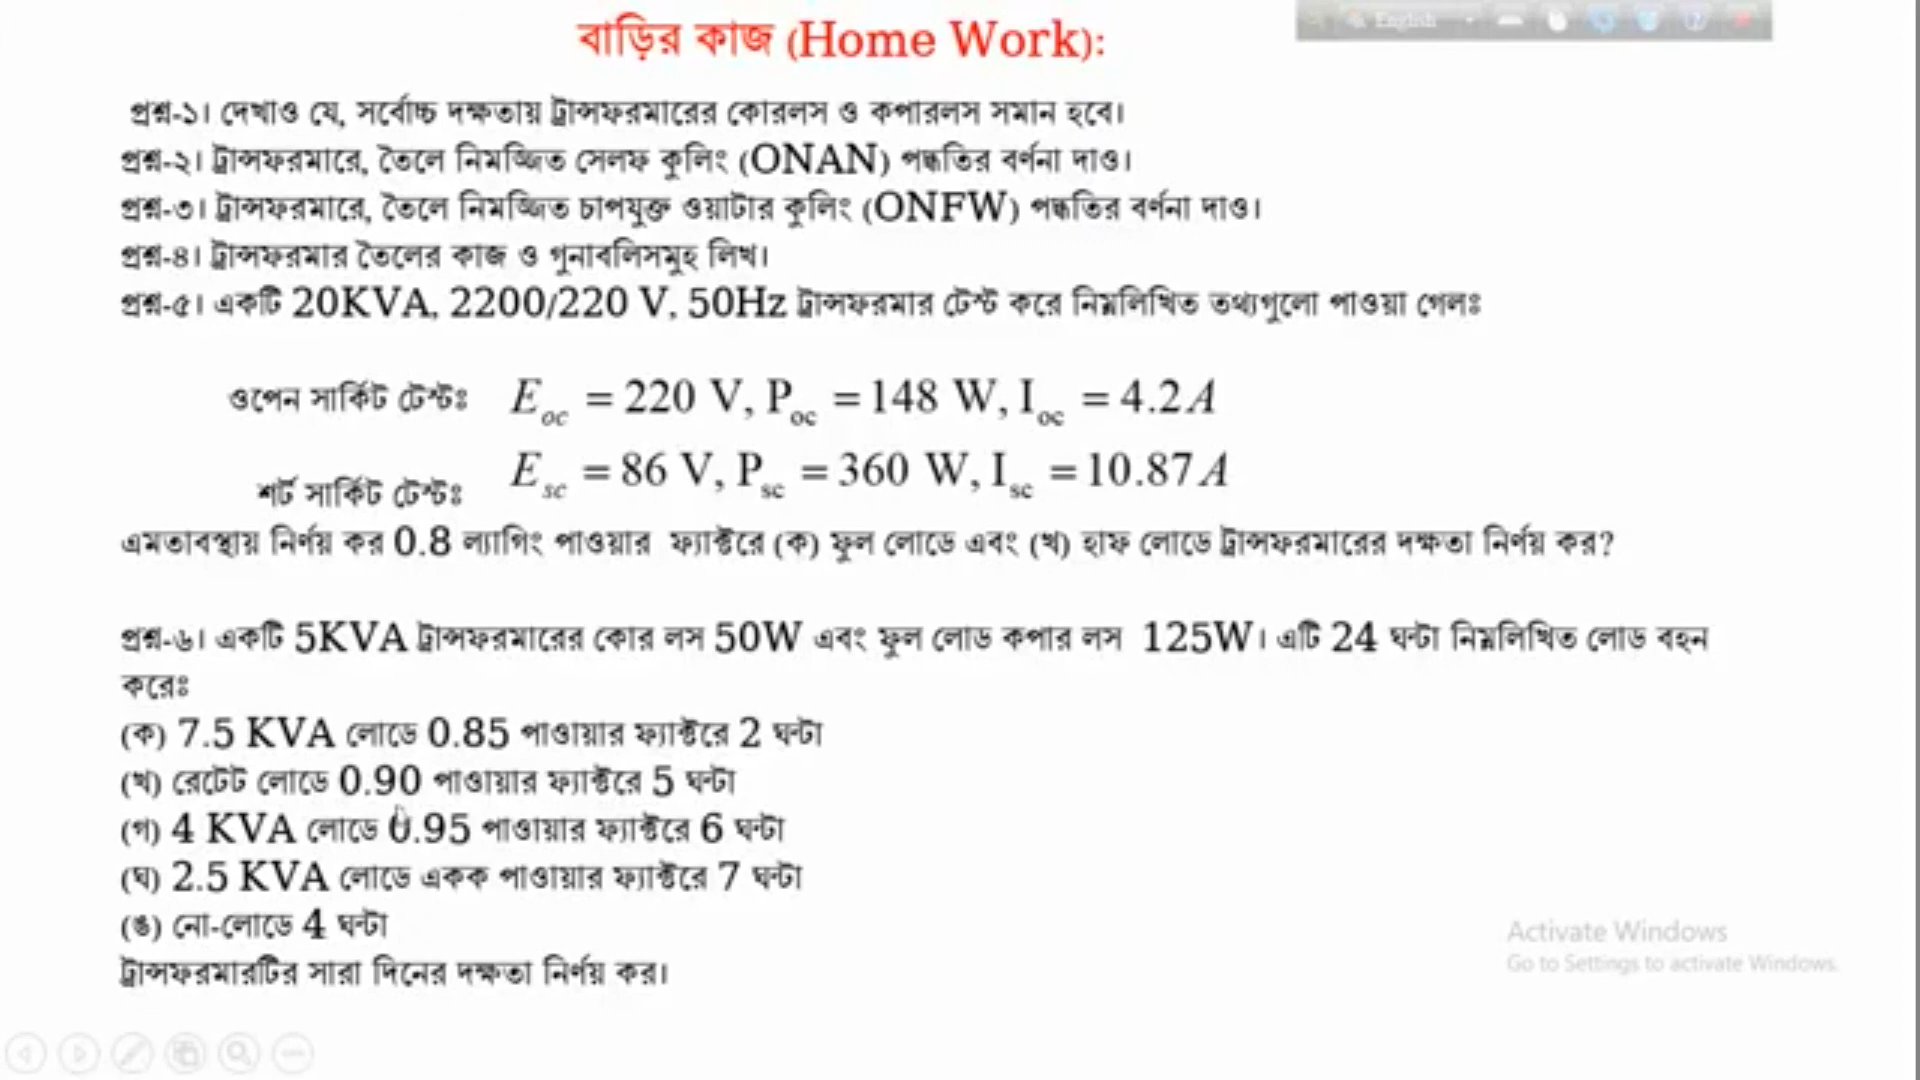 English
বাড়ির কাজ (Home Work):
প্রশ্ন-১। দেখাও যে, সর্বোচ্চ দক্ষতায় ট্রান্সফরমারের কোরলস ও কপারলস সমান হবে।
প্রশ্ন-২। ট্রান্সফরমারে, তৈলে নিমজ্জিত সেলফ কুলিং (ONAN) পদ্ধতির বর্ণনা দাও।
প্রশ্ন-৩। ট্রান্সফরমারে, তৈলে নিমজ্জিত চাপযুক্ত ওয়াটার কুলিং (ONFW) পদ্ধতির বর্ণনা দাও।
প্রশ্ন-৪। ট্রান্সফরমার তৈলের কাজ ও গুনাবলিসমুহ লিখ।
প্রশ্ন-৫। একটি 20KVA, 2200/220 V, 50Hz ট্রান্সফরমার টেস্ট করে নিম্নলিখিত তথ্যগুলো পাওয়া গেলঃ
ওপেন সার্কিট টেস্টঃ E_oc = 220 V, P_oc = 148 W, I_oc = 4.2A
শর্ট সার্কিট টেস্টঃ E_sc = 86 V, P_sc = 360 W, I_sc = 10.87A
এমতাবস্থায় নির্ণয় কর 0.8 ল্যাগিং পাওয়ার ফ্যাক্টরে (ক) ফুল লোডে এবং (খ) হাফ লোডে ট্রান্সফরমারের দক্ষতা নির্ণয় কর?
প্রশ্ন-৬। একটি 5KVA ট্রান্সফরমারের কোর লস 50W এবং ফুল লোড কপার লস 125W। এটি 24 ঘন্টা নিম্নলিখিত লোড বহন
করেঃ
(ক) 7.5 KVA লোডে 0.85 পাওায়ার ফ্যাক্টরে 2 ঘন্টা
(খ) রেটেট লোডে 0.90 পাওায়ার ফ্যাক্টরে 5 ঘন্টা
(গ) 4 KVA লোডে 0.95 পাওায়ার ফ্যাক্টরে 6 ঘন্টা
(ঘ) 2.5 KVA লোডে একক পাওায়ার ফ্যাক্টরে 7 ঘন্টা
(ঙ) নো-লোডে 4 ঘন্টা
ট্রান্সফরমারটির সারা দিনের দক্ষতা নির্ণয় কর।
Activate Windows
Go to Settings to activate Windows.